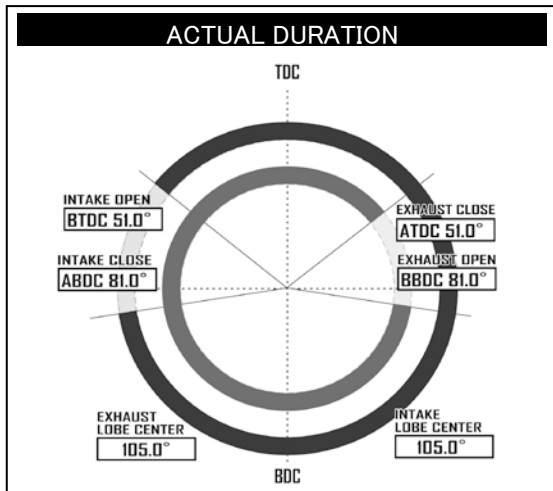 ACTUAL DURATION
TDC
INTAKE OPEN
BTDC 51.0°
EXHAUST CLOSE
ATDC 51.0°
INTAKE CLOSE
ABDC 81.0°
EXHAUST OPEN
BBDC 81.0°
EXHAUST
LOBE CENTER
105.0°
INTAKE
LOBE CENTER
105.0°
BDC